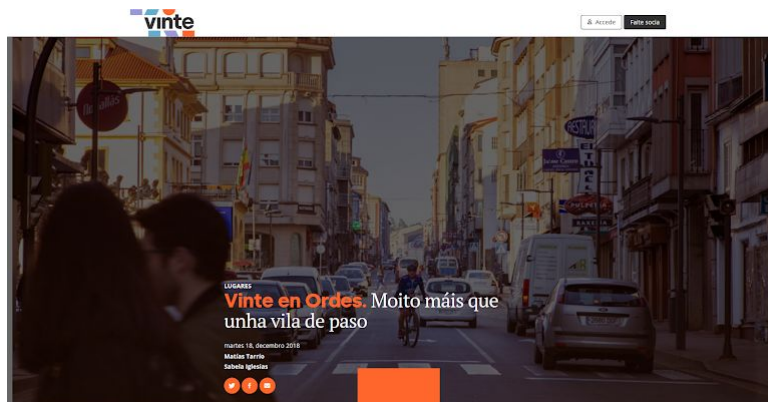 vinte
Accede
Faite socia
LUGARES
Vinte en Ordes. Moito máis que
unha vila de paso
martes 18, decembro 2018
Matías Tarrío
Sabela Iglesias